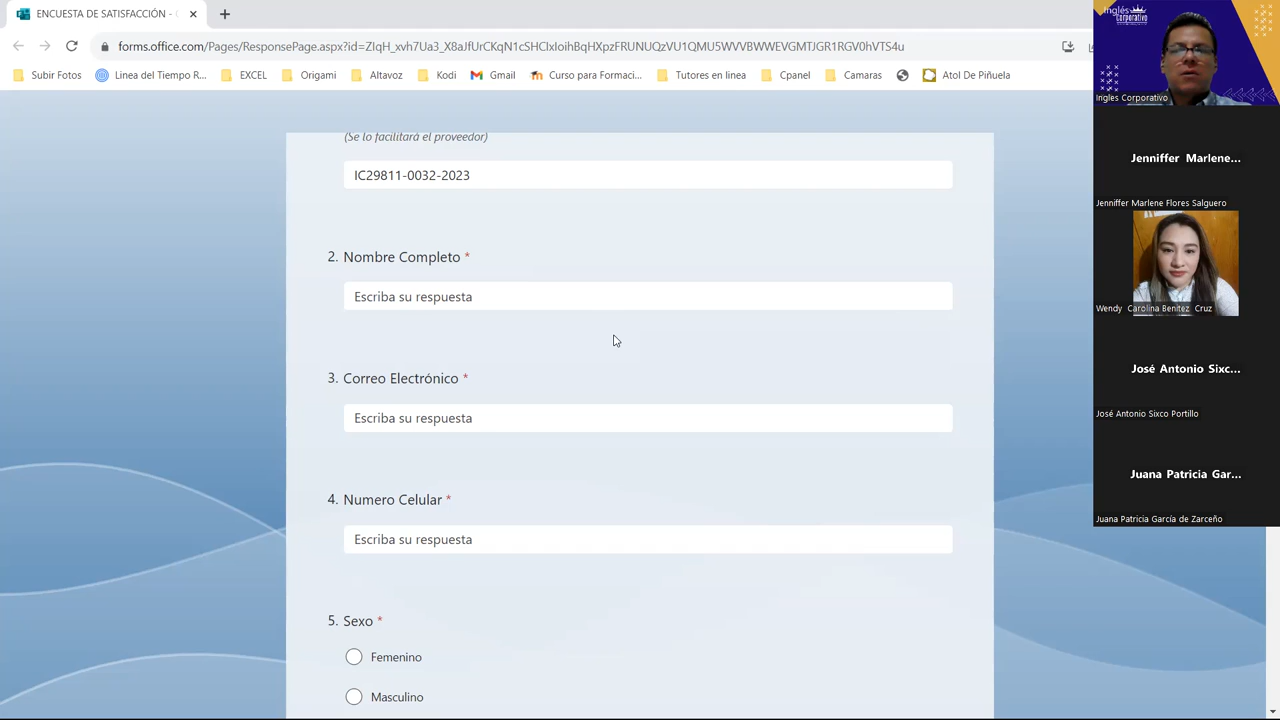 ENCUESTA DE SATISFACCIÓN - 
forms.office.com/Pages/ResponsePage.aspx?id=ZIqH_xvh7Ua3_X8aJfUrCKqN1cSHClxIo1hBqHXpzFRUNUQzVU1QMU5WVVBWWEVGMTJGR1RGV0hVTS4u
Subir Fotos
Linea del Tiempo R...
EXCEL
Origami
Altavoz
Kodi
Gmail
Curso para Formaci...
Tutores en linea
Cpanel
Camaras
Atol De Piñuela
(Se lo facilitará el proveedor)
IC29811-0032-2023
2. Nombre Completo *
Escriba su respuesta
3. Correo Electrónico *
Escriba su respuesta
4. Numero Celular *
Escriba su respuesta
5. Sexo *
Femenino
Masculino
Inglés
Corporativo
Ingles Corporativo
Jenniffer Marlene...
Jenniffer Marlene Flores Salguero
Wendy Carolina Benítez Cruz
José Antonio Sixc...
José Antonio Sixco Portillo
Juana Patricia Gar...
Juana Patricia García de Zarceño